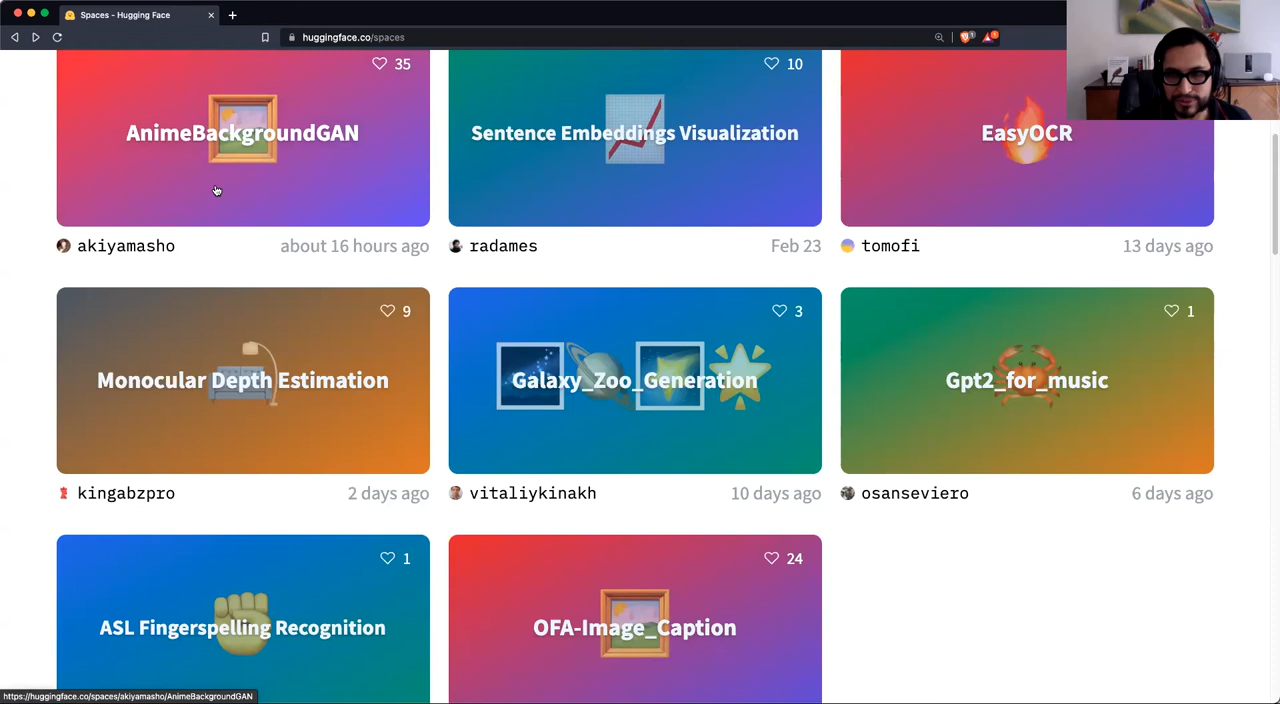 Spaces - Hugging Face
huggingface.co/spaces
1
1
35
AnimeBackgroundGAN
akiyamasho
about 16 hours ago
10
Sentence Embeddings Visualization
radames
Feb 23
EasyOCR
tomofi
13 days ago
9
Monocular Depth Estimation
kingabzpro
2 days ago
3
Galaxy_Zoo_Generation
vitaliykinakh
10 days ago
1
Gpt2_for_music
osanseviero
6 days ago
1
ASL Fingerspelling Recognition
24
OFA-Image_Caption
https://huggingface.co/spaces/akiyamasho/AnimeBackgroundGAN